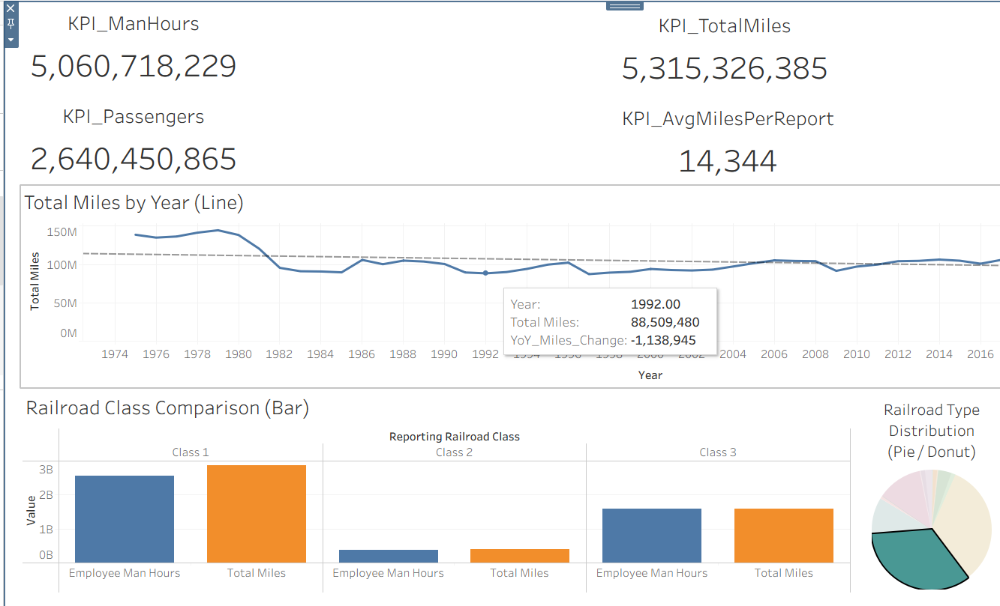 KPI_ManHours
5,060,718,229
KPI_TotalMiles
5,315,326,385
KPI_Passengers
2,640,450,865
KPI_AvgMilesPerReport
14,344
Total Miles by Year (Line)
150M
100M
50M
0M
Total Miles
Year: 1992.00
Total Miles: 88,509,480
YoY_Miles_Change: -1,138,945
1974 1976 1978 1980 1982 1984 1986 1988 1990 1992 1994 1996 1998 2000 2002 2004 2006 2008 2010 2012 2014 2016
Year
Railroad Class Comparison (Bar)
Reporting Railroad Class
Class 1 Class 2 Class 3
3B
2B
1B
0B
Value
Employee Man Hours Total Miles Employee Man Hours Total Miles Employee Man Hours Total Miles
Railroad Type
Distribution
(Pie / Donut)